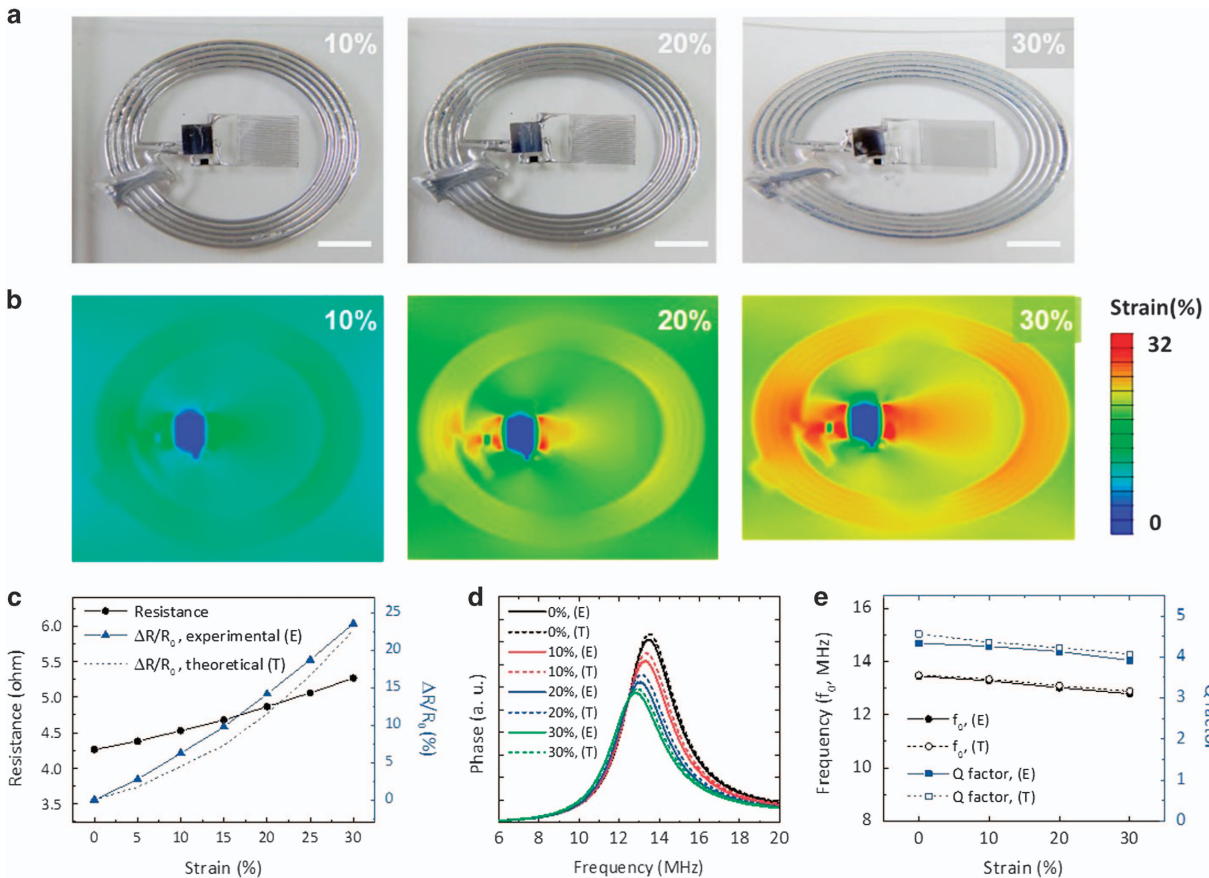 a
10%
20%
30%
b
10%
20%
30%
Strain(%)
32
0
c
Resistance
ΔR/R₀, experimental (E)
ΔR/R₀, theoretical (T)
6.0
5.5
5.0
4.5
4.0
3.5
Resistance (ohm)
25
20
15
10
5
0
ΔR/R₀ (%)
0 5 10 15 20 25 30
Strain (%)
d
0%, (E)
0%, (T)
10%, (E)
10%, (T)
20%, (E)
20%, (T)
30%, (E)
30%, (T)
Phase (a. u.)
6 8 10 12 14 16 18 20
Frequency (MHz)
e
16
14
13
11
10
8
Frequency (f₀, MHz)
f₀, (E)
f₀, (T)
Q factor, (E)
Q factor, (T)
5
4
3
2
1
0
0 10 20 30
Strain (%)